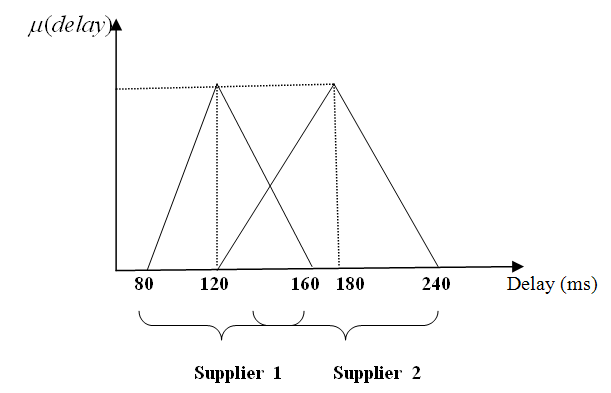 μ(delay)
80 120 160 180 240 Delay (ms)
Supplier 1 Supplier 2